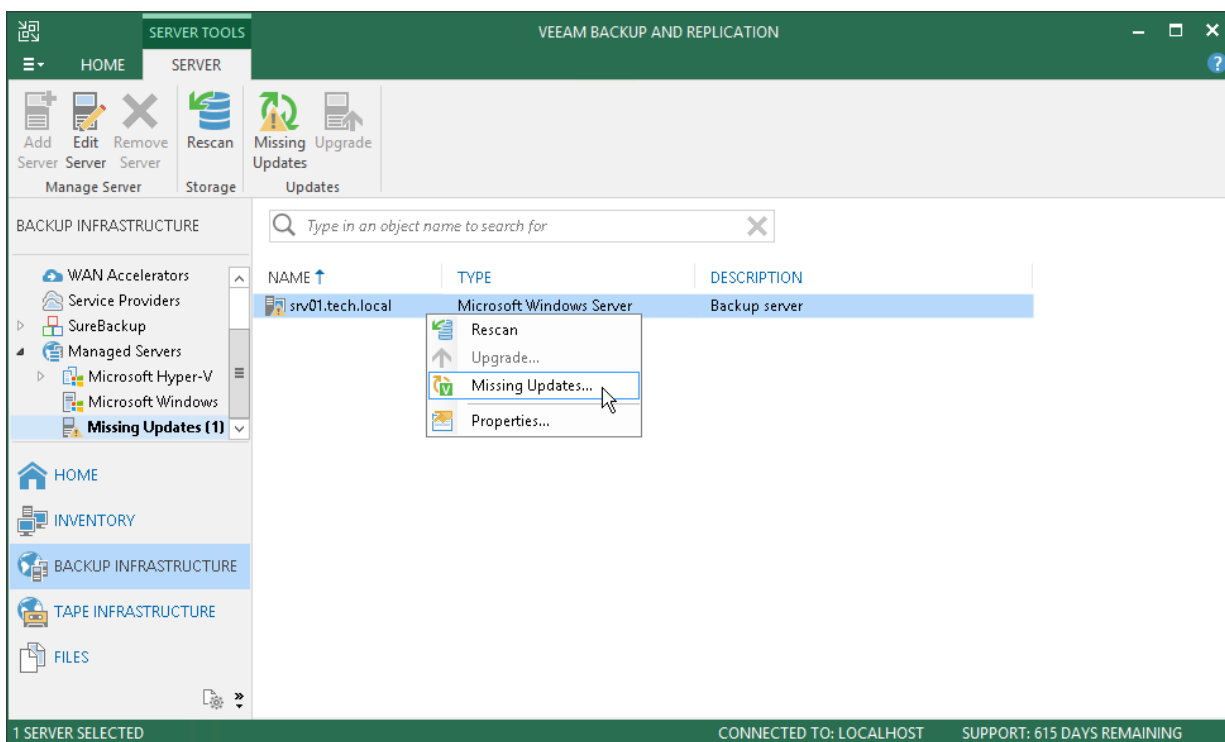 SERVER TOOLS
VEEAM BACKUP AND REPLICATION
HOME
SERVER
?
Add Server
Edit Server
Remove Server
Rescan
Missing Updates
Upgrade
Manage Server
Storage
Updates
BACKUP INFRASTRUCTURE
Type in an object name to search for
WAN Accelerators
Service Providers
SureBackup
Managed Servers
Microsoft Hyper-V
Microsoft Windows
Missing Updates (1)
NAME
TYPE
DESCRIPTION
srv01.tech.local
Microsoft Windows Server
Backup server
Rescan
Upgrade...
Missing Updates...
Properties...
HOME
INVENTORY
BACKUP INFRASTRUCTURE
TAPE INFRASTRUCTURE
FILES
1 SERVER SELECTED
CONNECTED TO: LOCALHOST
SUPPORT: 615 DAYS REMAINING